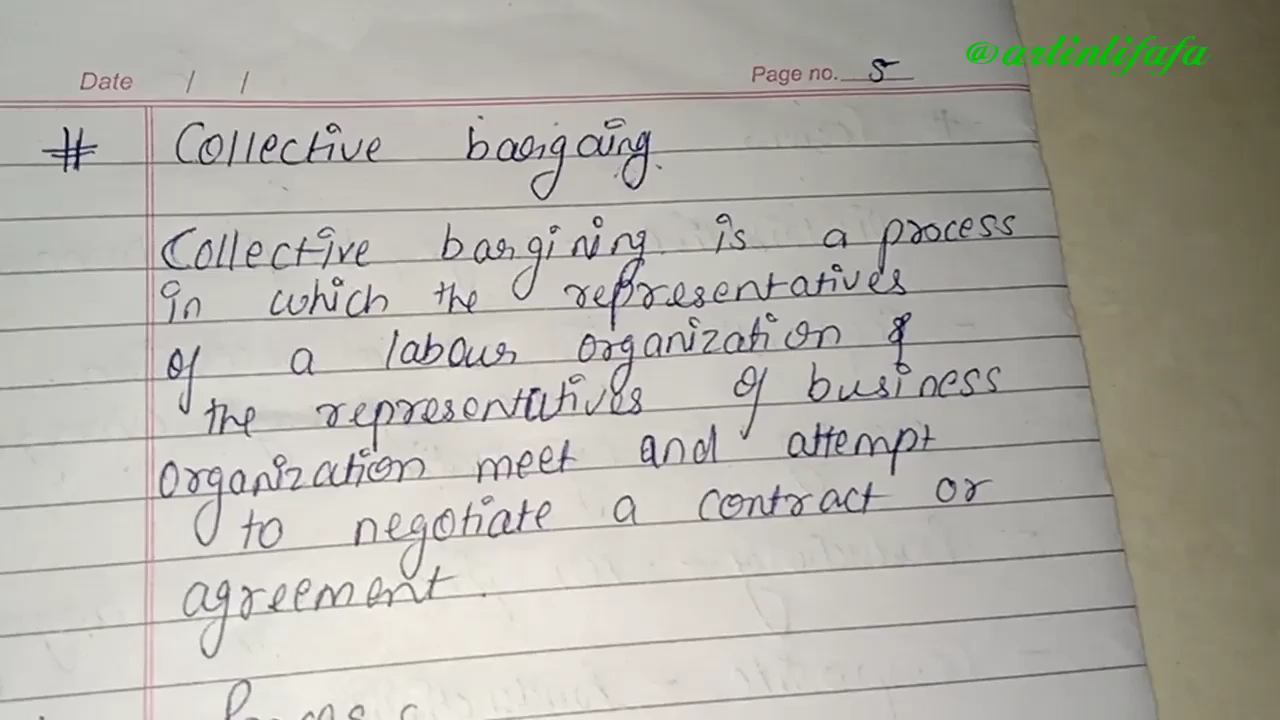 @artinlifafu
Date / /
Page no. 5
# Collective bargaing.
Collective bargining is a process
in which the representatives
of a labour organization &
the representatives of business
organization meet and attempt
to negotiate a contract or
agreement.